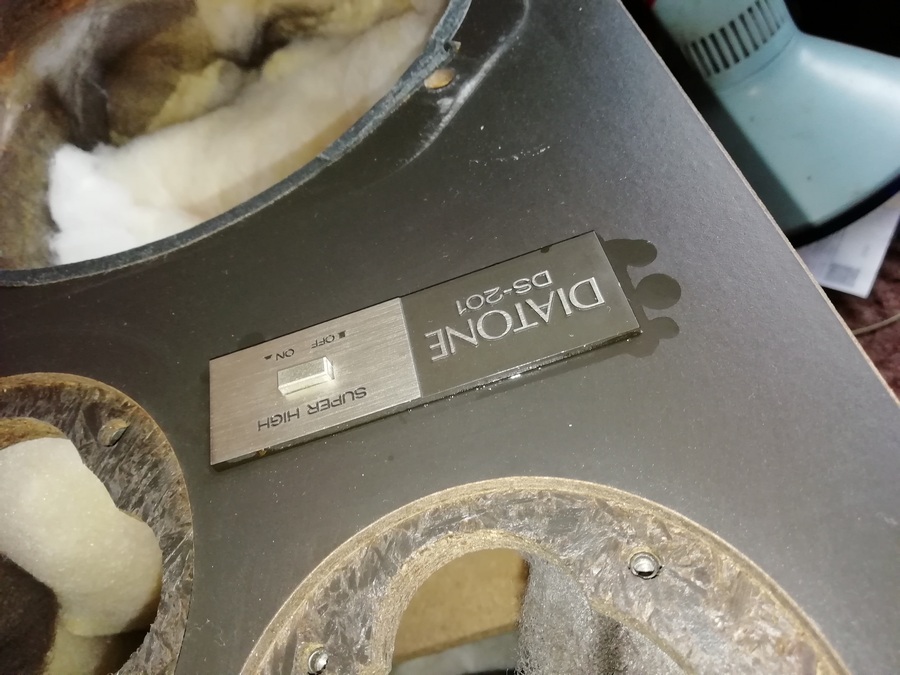 DIATONE
DS-201
SUPER HIGH
■ OFF ON ▲